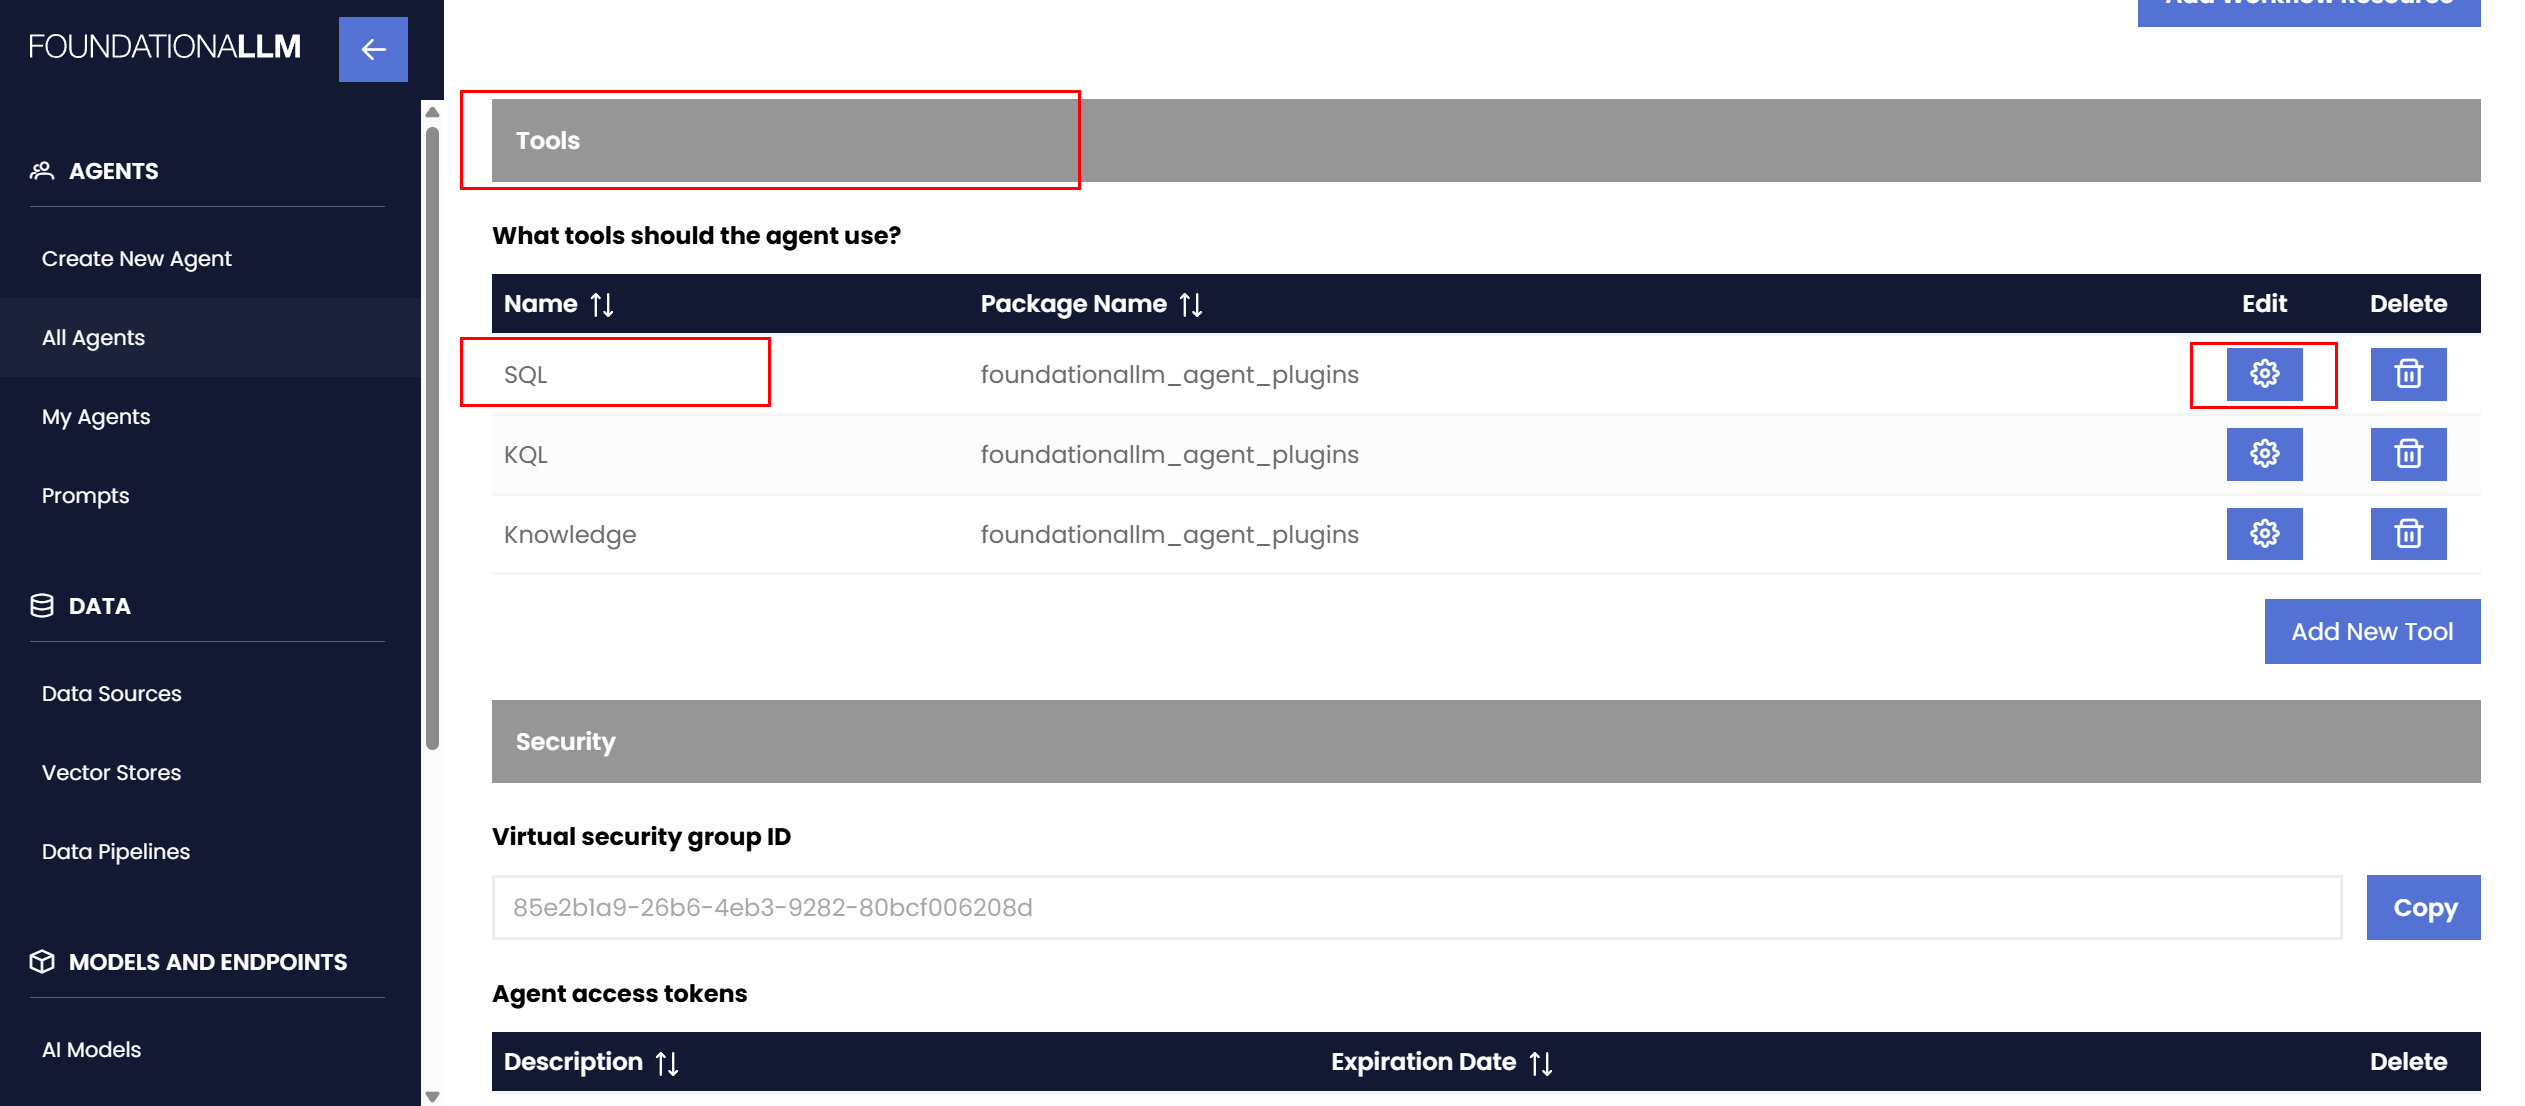 FOUNDATIONALLM
AGENTS
Create New Agent
All Agents
My Agents
Prompts
DATA
Data Sources
Vector Stores
Data Pipelines
MODELS AND ENDPOINTS
AI Models
Add Workflow Resource
Tools
What tools should the agent use?
Name Package Name Edit Delete
SQL foundationallm_agent_plugins
KQL foundationallm_agent_plugins
Knowledge foundationallm_agent_plugins
Add New Tool
Security
Virtual security group ID
85e2b1a9-26b6-4eb3-9282-80bcf006208d
Copy
Agent access tokens
Description Expiration Date Delete